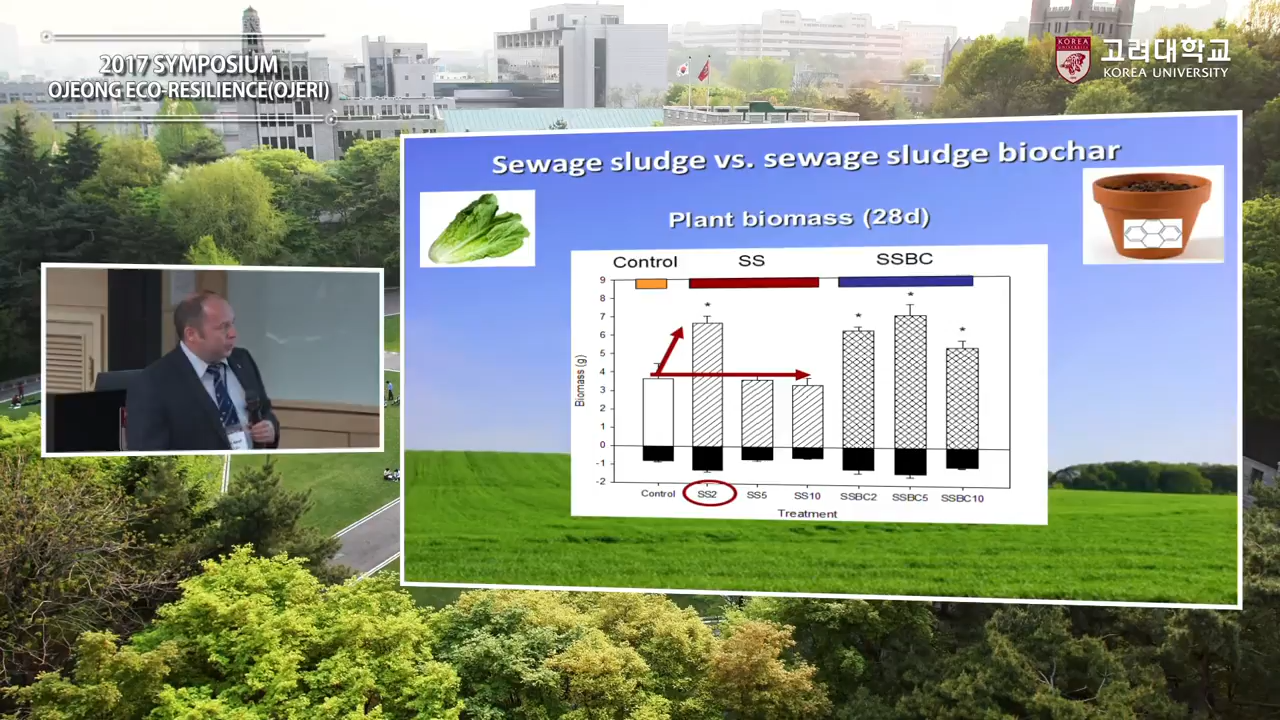 2017 SYMPOSIUM
OJEONG ECO-RESILIENCE(OJERI)
KOREA
UNIVERSITY
고려대학교
KOREA UNIVERSITY
Sewage sludge vs. sewage sludge biochar
Plant biomass (28d)
Control SS SSBC
9
8
7
6
5
4
3
2
1
0
-1
-2
Biomass (g)
* * * *
Control SS2 SS5 SS10 SSBC2 SSBC5 SSBC10
Treatment